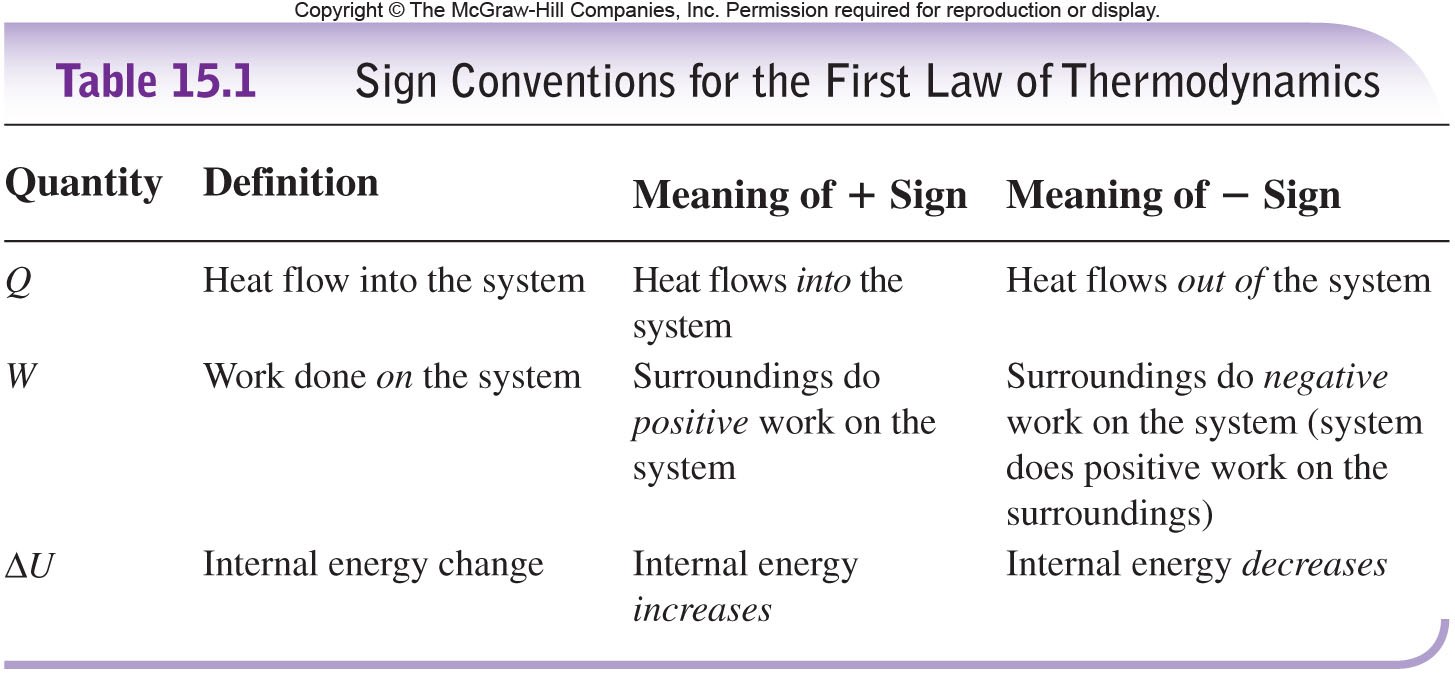 Copyright © The McGraw-Hill Companies, Inc. Permission required for reproduction or display.
Table 15.1 Sign Conventions for the First Law of Thermodynamics
Quantity Definition Meaning of + Sign Meaning of − Sign
Q Heat flow into the system Heat flows into the Heat flows out of the system
system
W Work done on the system Surroundings do Surroundings do negative
positive work on the work on the system (system
system does positive work on the
surroundings)
ΔU Internal energy change Internal energy Internal energy decreases
increases